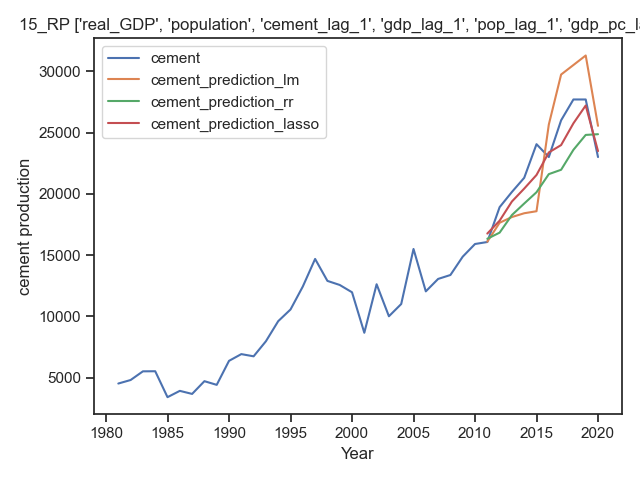 15_RP ['real_GDP', 'population', 'cement_lag_1', 'gdp_lag_1', 'pop_lag_1', 'gdp_pc_la
cement
cement_prediction_lm
cement_prediction_rr
cement_prediction_lasso
30000
25000
20000
15000
10000
5000
cement production
1980 1985 1990 1995 2000 2005 2010 2015 2020
Year